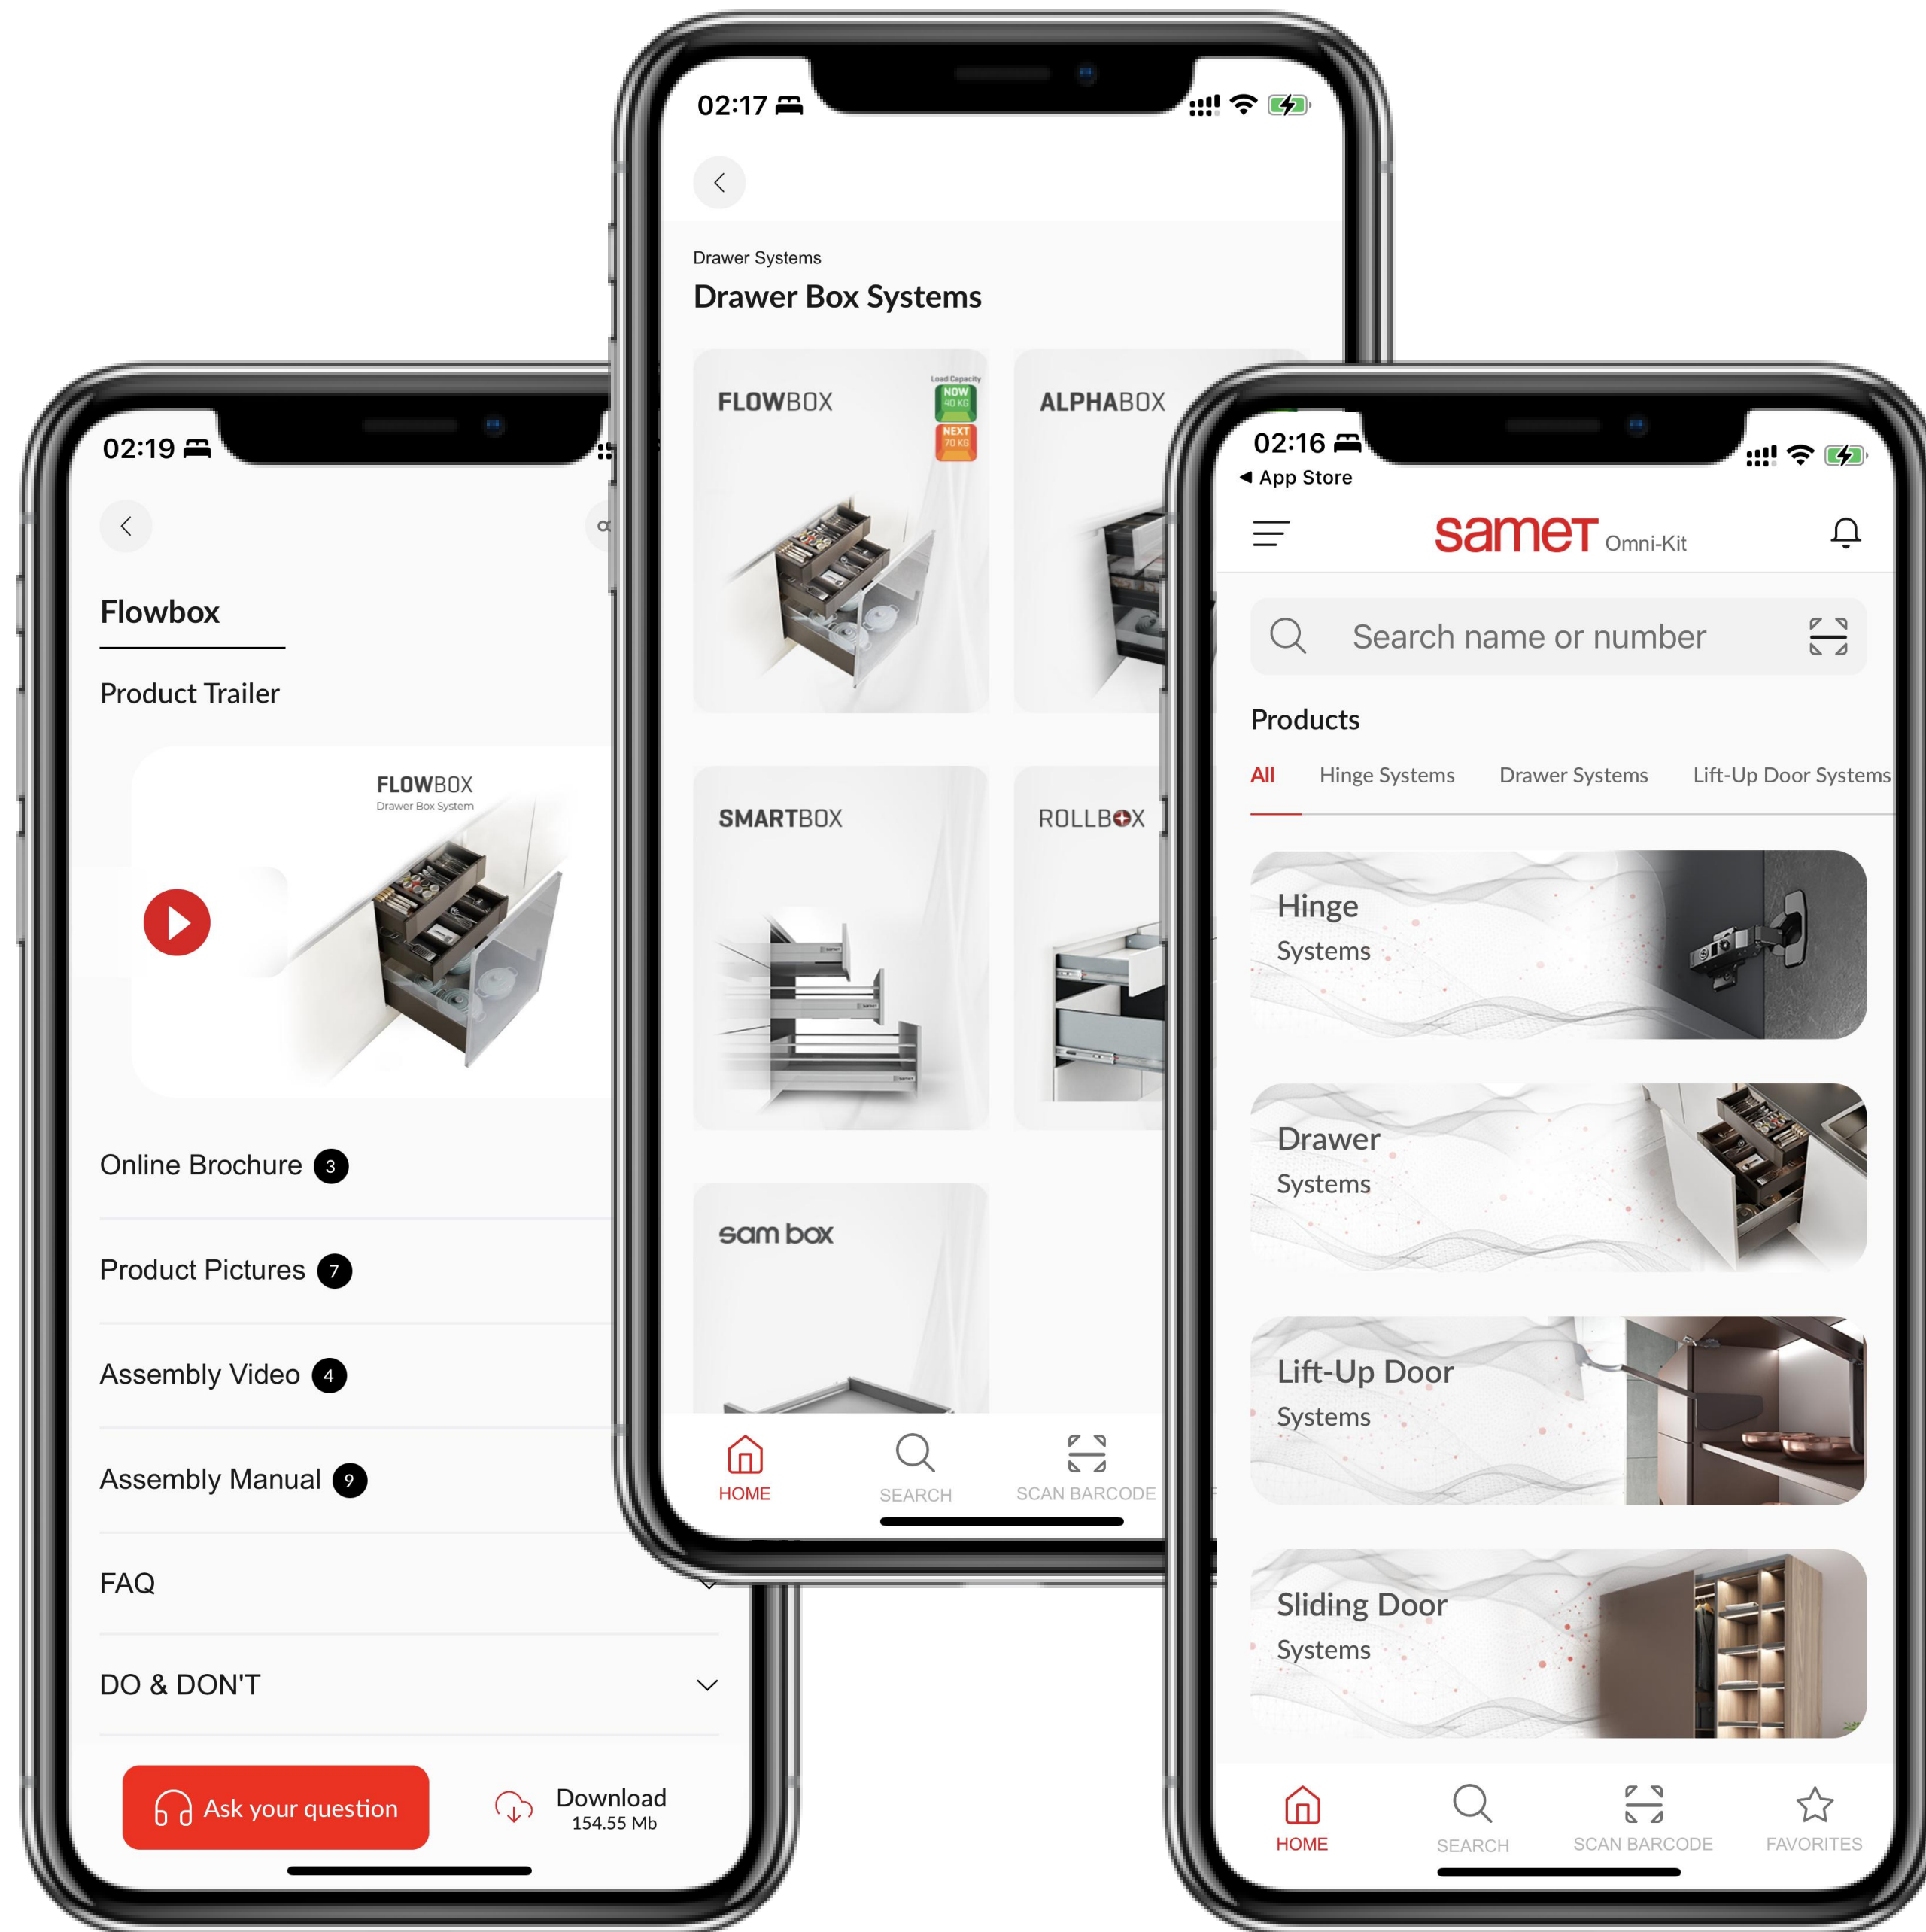 02:19
Flowbox
Product Trailer
FLOWBOX
Drawer Box System
Online Brochure 3
Product Pictures 7
Assembly Video 4
Assembly Manual 9
FAQ
DO & DON'T
Ask your question
Download
154.55 Mb
02:17
Drawer Systems
Drawer Box Systems
FLOWBOX
Load Capacity
NOW
40 KG
NEXT
70 KG
ALPHABOX
SMARTBOX
ROLLBOX
sam box
HOME
SEARCH
SCAN BARCODE
02:16
App Store
samet Omni-Kit
Search name or number
Products
All Hinge Systems Drawer Systems Lift-Up Door Systems
Hinge
Systems
Drawer
Systems
Lift-Up Door
Systems
Sliding Door
Systems
HOME
SEARCH
SCAN BARCODE
FAVORITES